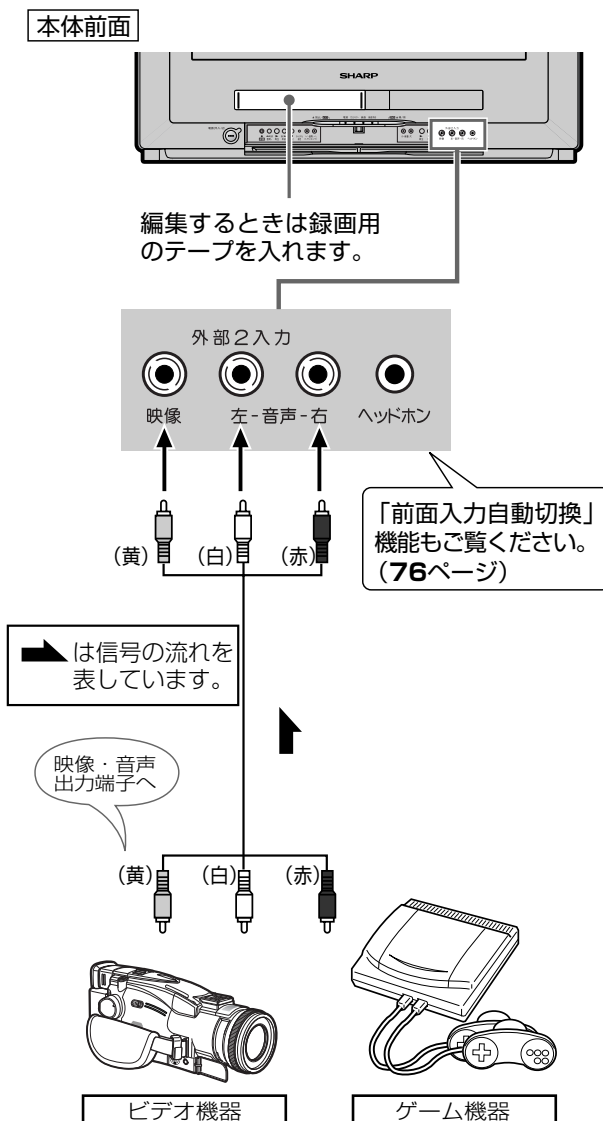 本体前面
SHARP
編集するときは録画用
のテープを入れます。
外部2入力
映像
左-音声-右
ヘッドホン
(黄)
(白)
(赤)
「前面入力自動切換」
機能もご覧ください。
(76ページ)
は信号の流れを
表しています。
映像・音声
出力端子へ
(黄)
(白)
(赤)
ビデオ機器
ゲーム機器